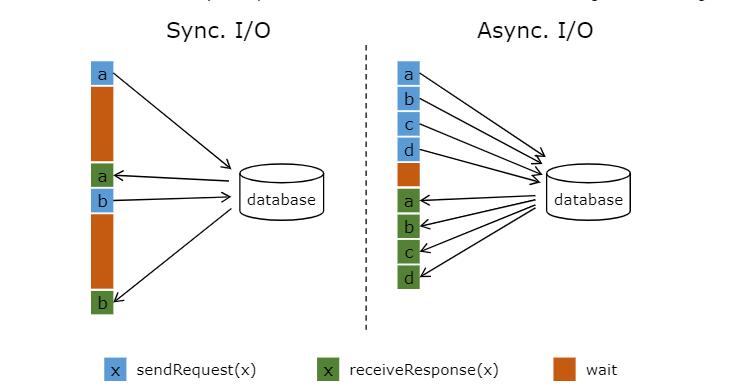 Sync. I/O
Async. I/O
a
a
b
b
database
a
b
c
d
a
b
c
d
database
x sendRequest(x)
x receiveResponse(x)
wait